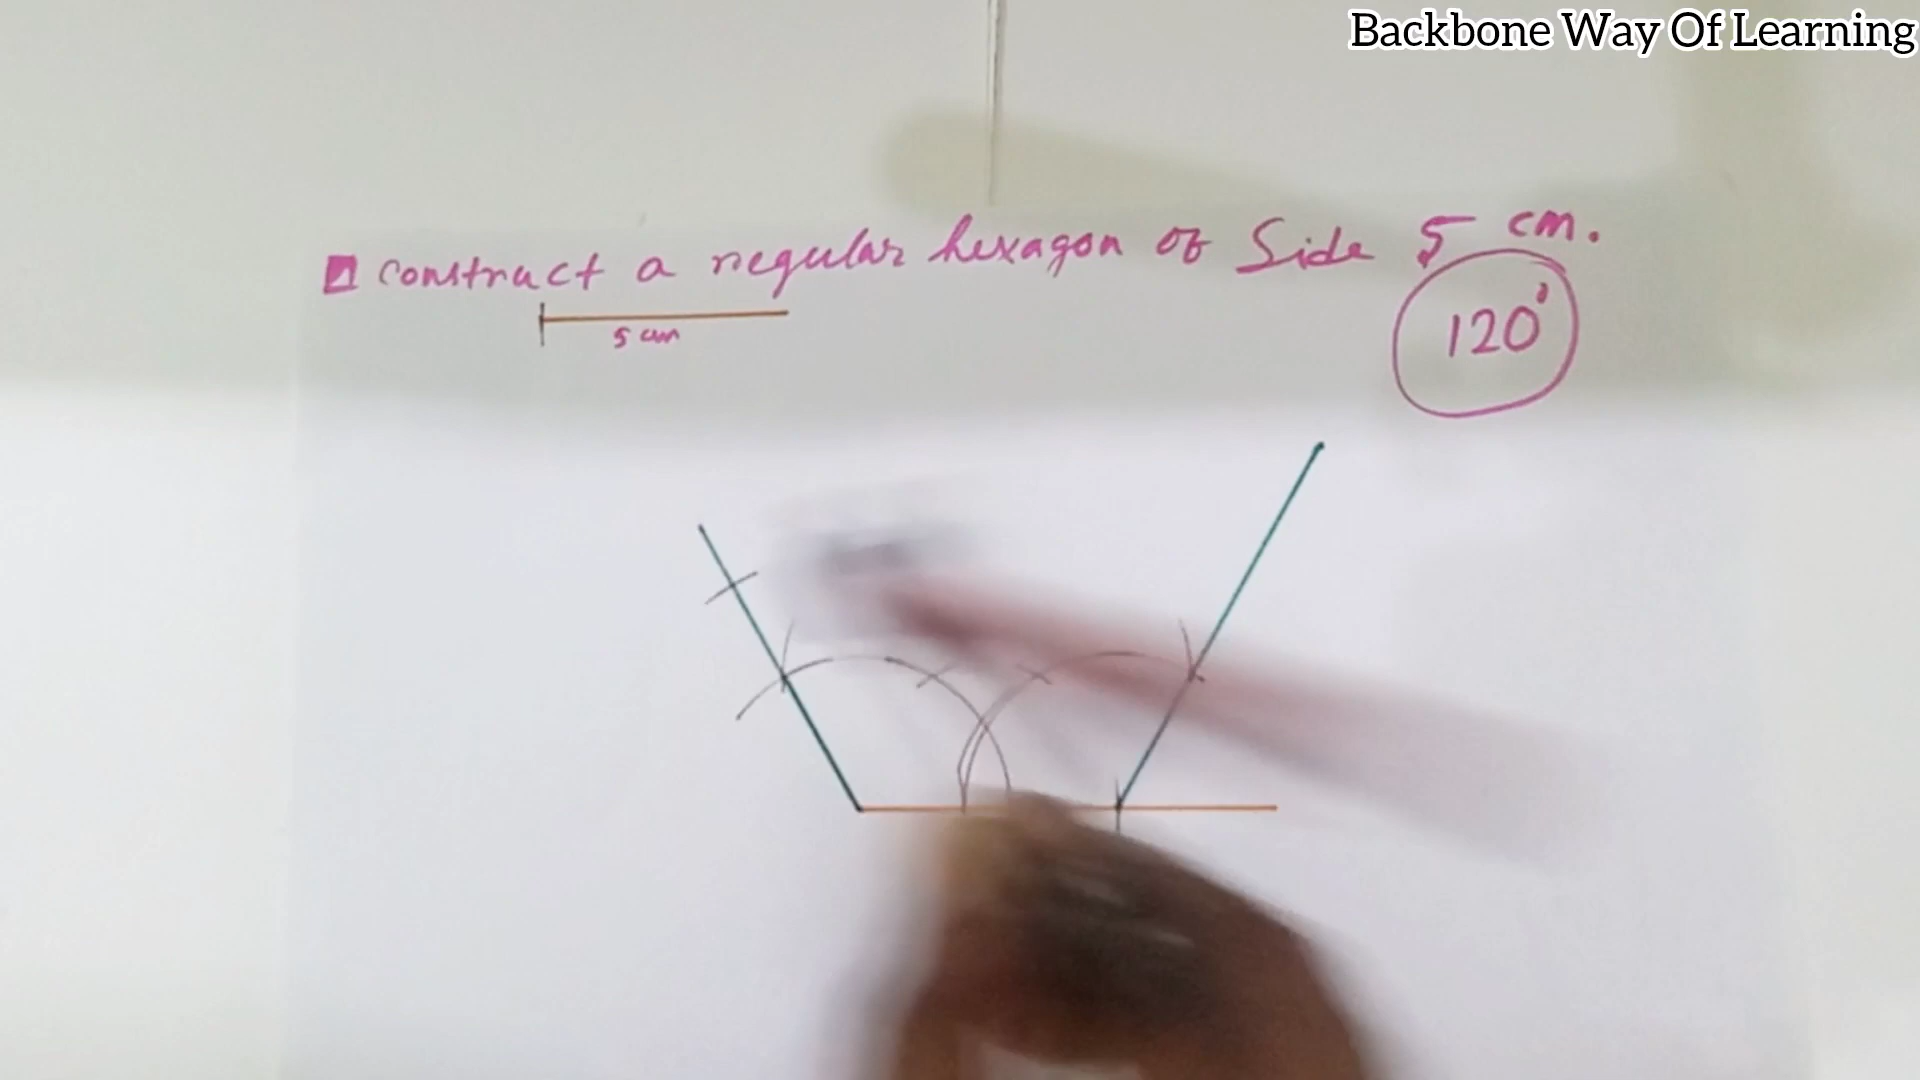 Backbone Way Of Learning
construct a regular hexagon of Side 5 cm.
5 cm
120°